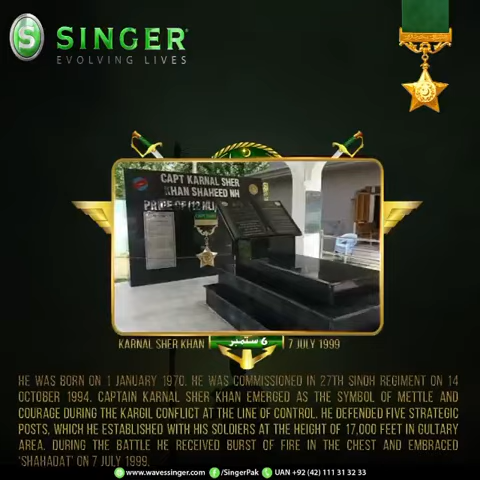 S SINGER®
EVOLVING LIVES
CAPT KARNAL SHER
KHAN SHAHEED NH
PRIDE OF (12 NLI)
KARNAL SHER KHAN
6 ستمبر
7 JULY 1999
HE WAS BORN ON 1 JANUARY 1970. HE WAS COMMISSIONED IN 27TH SINDH REGIMENT ON 14
OCTOBER 1994. CAPTAIN KARNAL SHER KHAN EMERGED AS THE SYMBOL OF METTLE AND
COURAGE DURING THE KARGIL CONFLICT AT THE LINE OF CONTROL. HE DEFENDED FIVE STRATEGIC
POSTS, WHICH HE ESTABLISHED WITH HIS SOLDIERS AT THE HEIGHT OF 17,000 FEET IN GULTARY
AREA. DURING THE BATTLE HE RECEIVED BURST OF FIRE IN THE CHEST AND EMBRACED
'SHAHADAT' ON 7 JULY 1999.
www.wavessinger.com | /SingerPak UAN +92 (42) 111 31 32 33